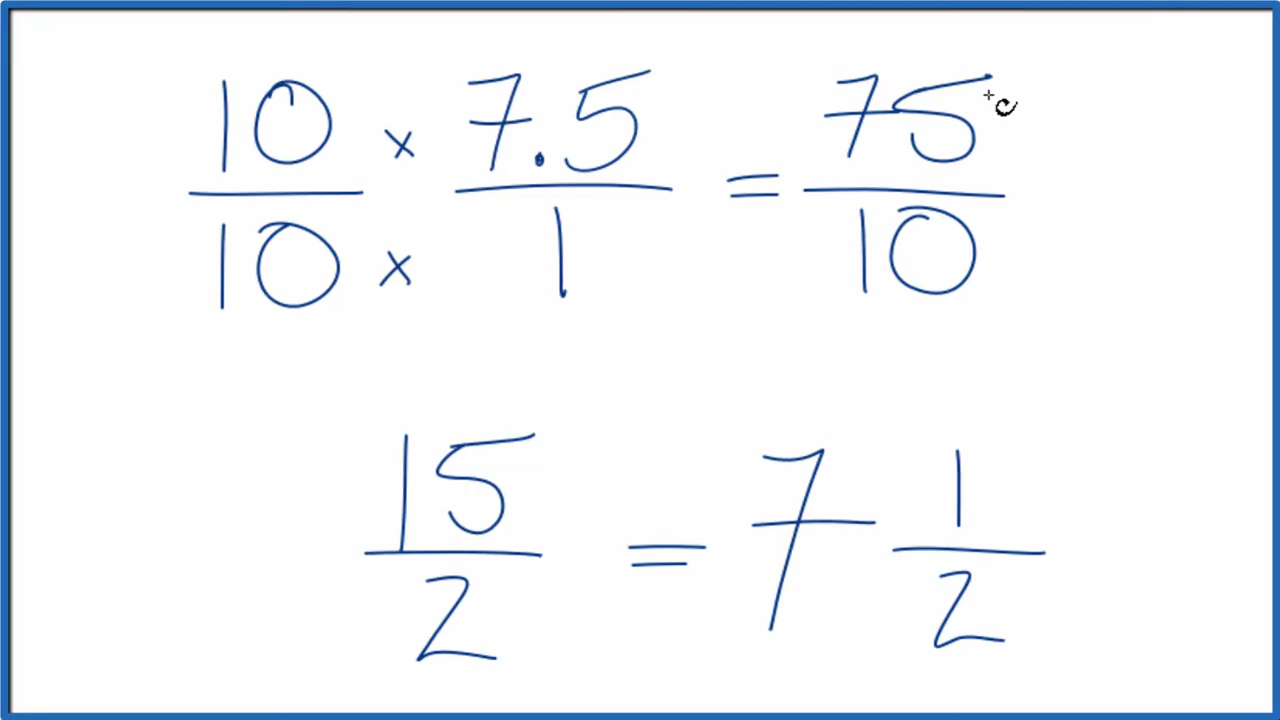 10/10 × 7.5/× 1 = 75/10
15/2 = 7 1/2